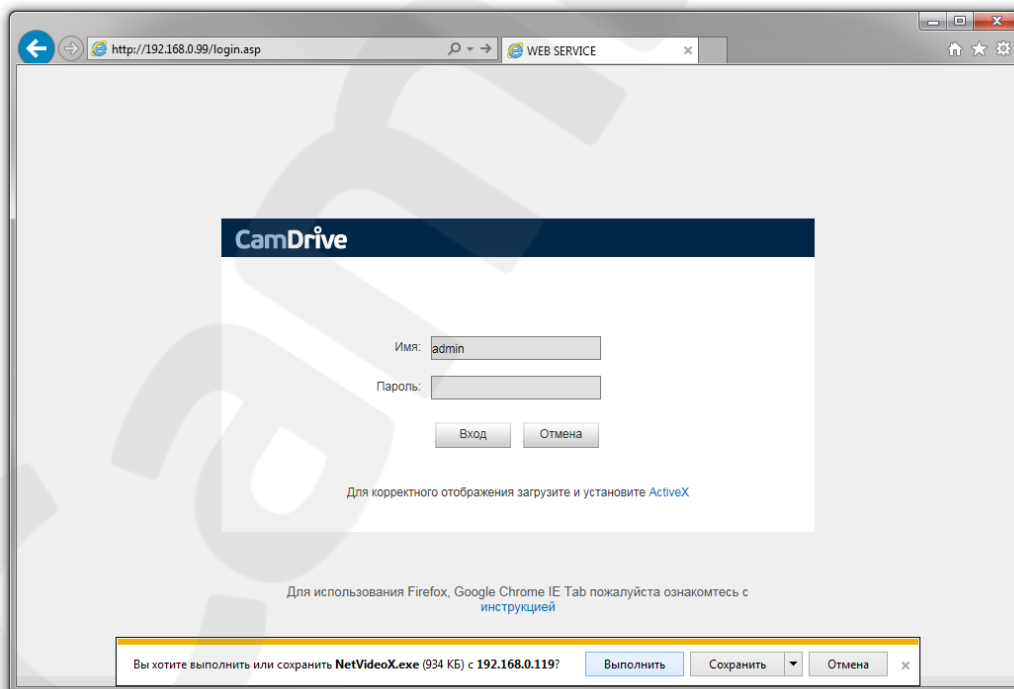 http://192.168.0.99/login.asp
WEB SERVICE
CamDrive
Имя: admin
Пароль:
Вход Отмена
Для корректного отображения загрузите и установите ActiveX
Для использования Firefox, Google Chrome IE Tab пожалуйста ознакомтесь с
инструкцией
Вы хотите выполнить или сохранить NetVideoX.exe (934 КБ) с 192.168.0.119? Выполнить Сохранить Отмена